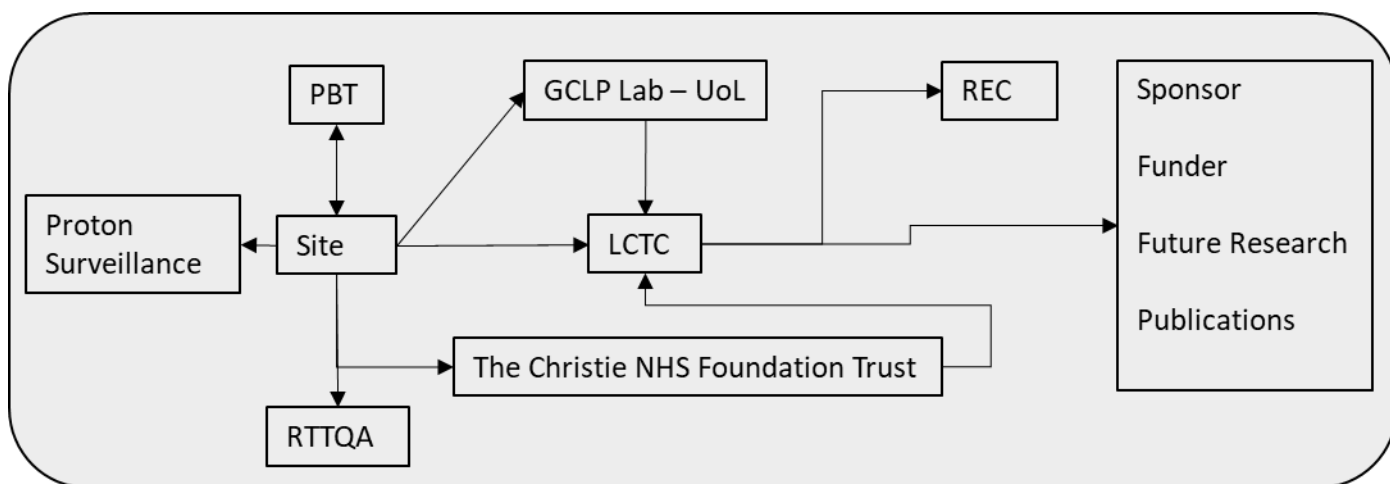 PBT
GCLP Lab – UoL
REC
Sponsor
Funder
Future Research
Publications
Proton
Surveillance
Site
LCTC
The Christie NHS Foundation Trust
RTTQA